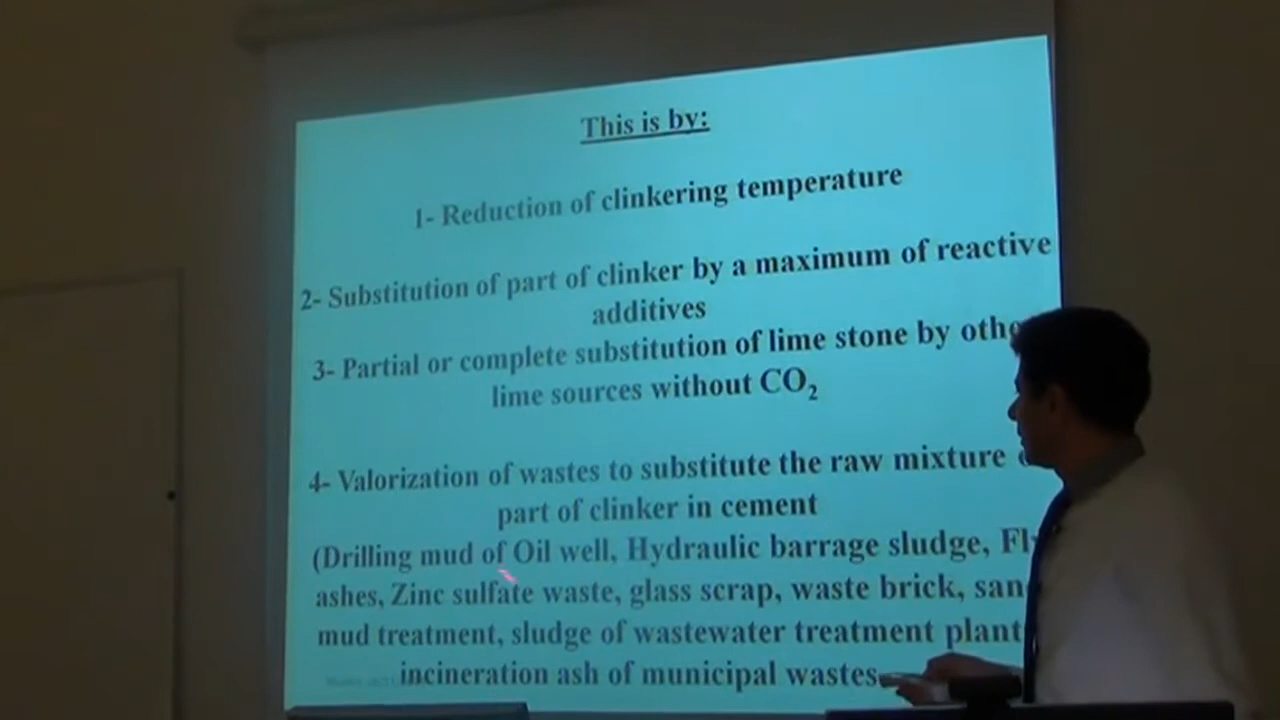 This is by:
1- Reduction of clinkering temperature
2- Substitution of part of clinker by a maximum of reactive
additives
3- Partial or complete substitution of lime stone by
lime sources without CO₂
4- Valorization of wastes to substitute the raw mixture
part of clinker in cement
(Drilling mud of Oil well, Hydraulic barrage sludge,
ashes, Zinc sulfate waste, glass scrap, waste brick,
mud treatment, sludge of wastewater treatment plant
incineration ash of municipal wastes